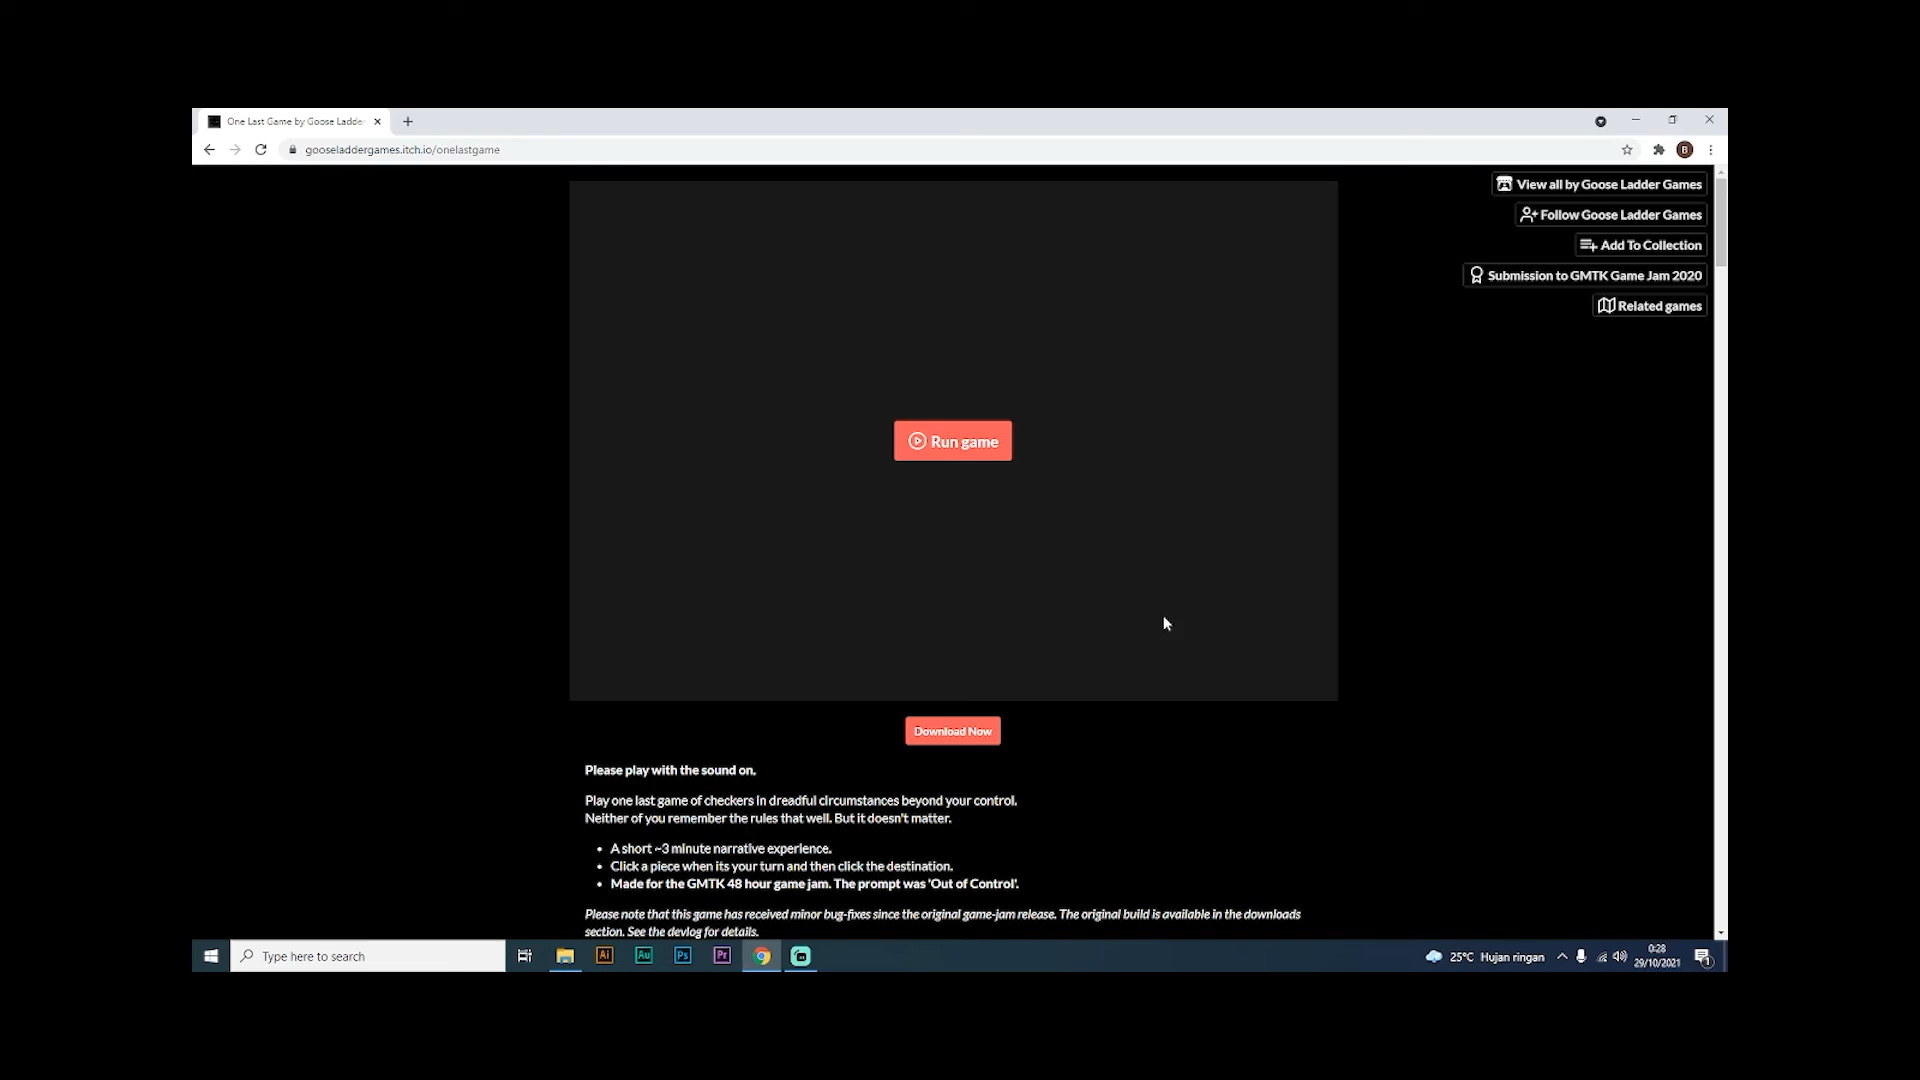 One Last Game by Goose Ladde
gooseladdergames.itch.io/onelastgame
View all by Goose Ladder Games
Follow Goose Ladder Games
Add To Collection
Submission to GMTK Game Jam 2020
Related games
Run game
Download Now
Please play with the sound on.
Play one last game of checkers in dreadful circumstances beyond your control.
Neither of you remember the rules that well. But it doesn't matter.
• A short ~3 minute narrative experience.
• Click a piece when its your turn and then click the destination.
• Made for the GMTK 48 hour game jam. The prompt was 'Out of Control'.
Please note that this game has received minor bug-fixes since the original game-jam release. The original build is available in the downloads
section. See the devlog for details.
Type here to search
Ai
Au
Ps
Pr
B
25°C Hujan ringan
0:28
29/10/2021
1